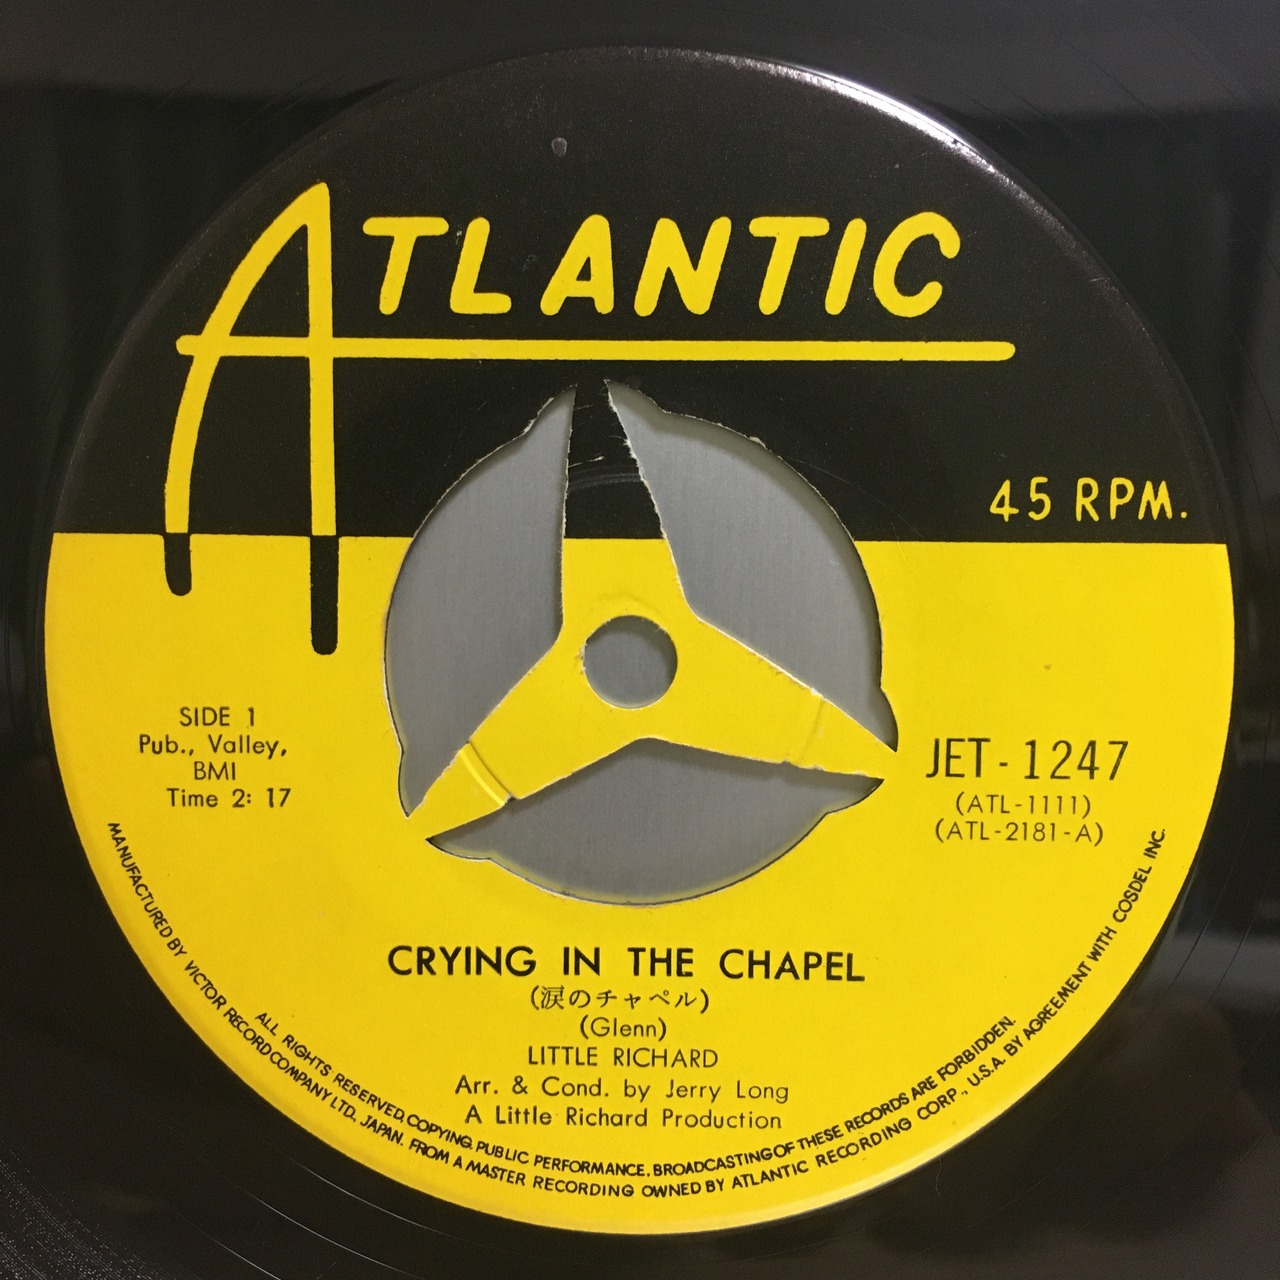 ATLANTIC
45 RPM.
SIDE 1
Pub., Valley,
BMI
Time 2: 17
JET-1247
(ATL-1111)
(ATL-2181-A)
CRYING IN THE CHAPEL
(涙のチャペル)
(Glenn)
LITTLE RICHARD
Arr. & Cond. by Jerry Long
A Little Richard Production
ALL RIGHTS RESERVED. COPYING. PUBLIC PERFORMANCE. BROADCASTING OF THESE RECORDS ARE FORBIDDEN.
MANUFACTURED BY VICTOR RECORD COMPANY LTD. JAPAN. FROM A MASTER RECORDING OWNED BY ATLANTIC RECORDING CORP., U.S.A. BY AGREEMENT WITH COSDEL INC.